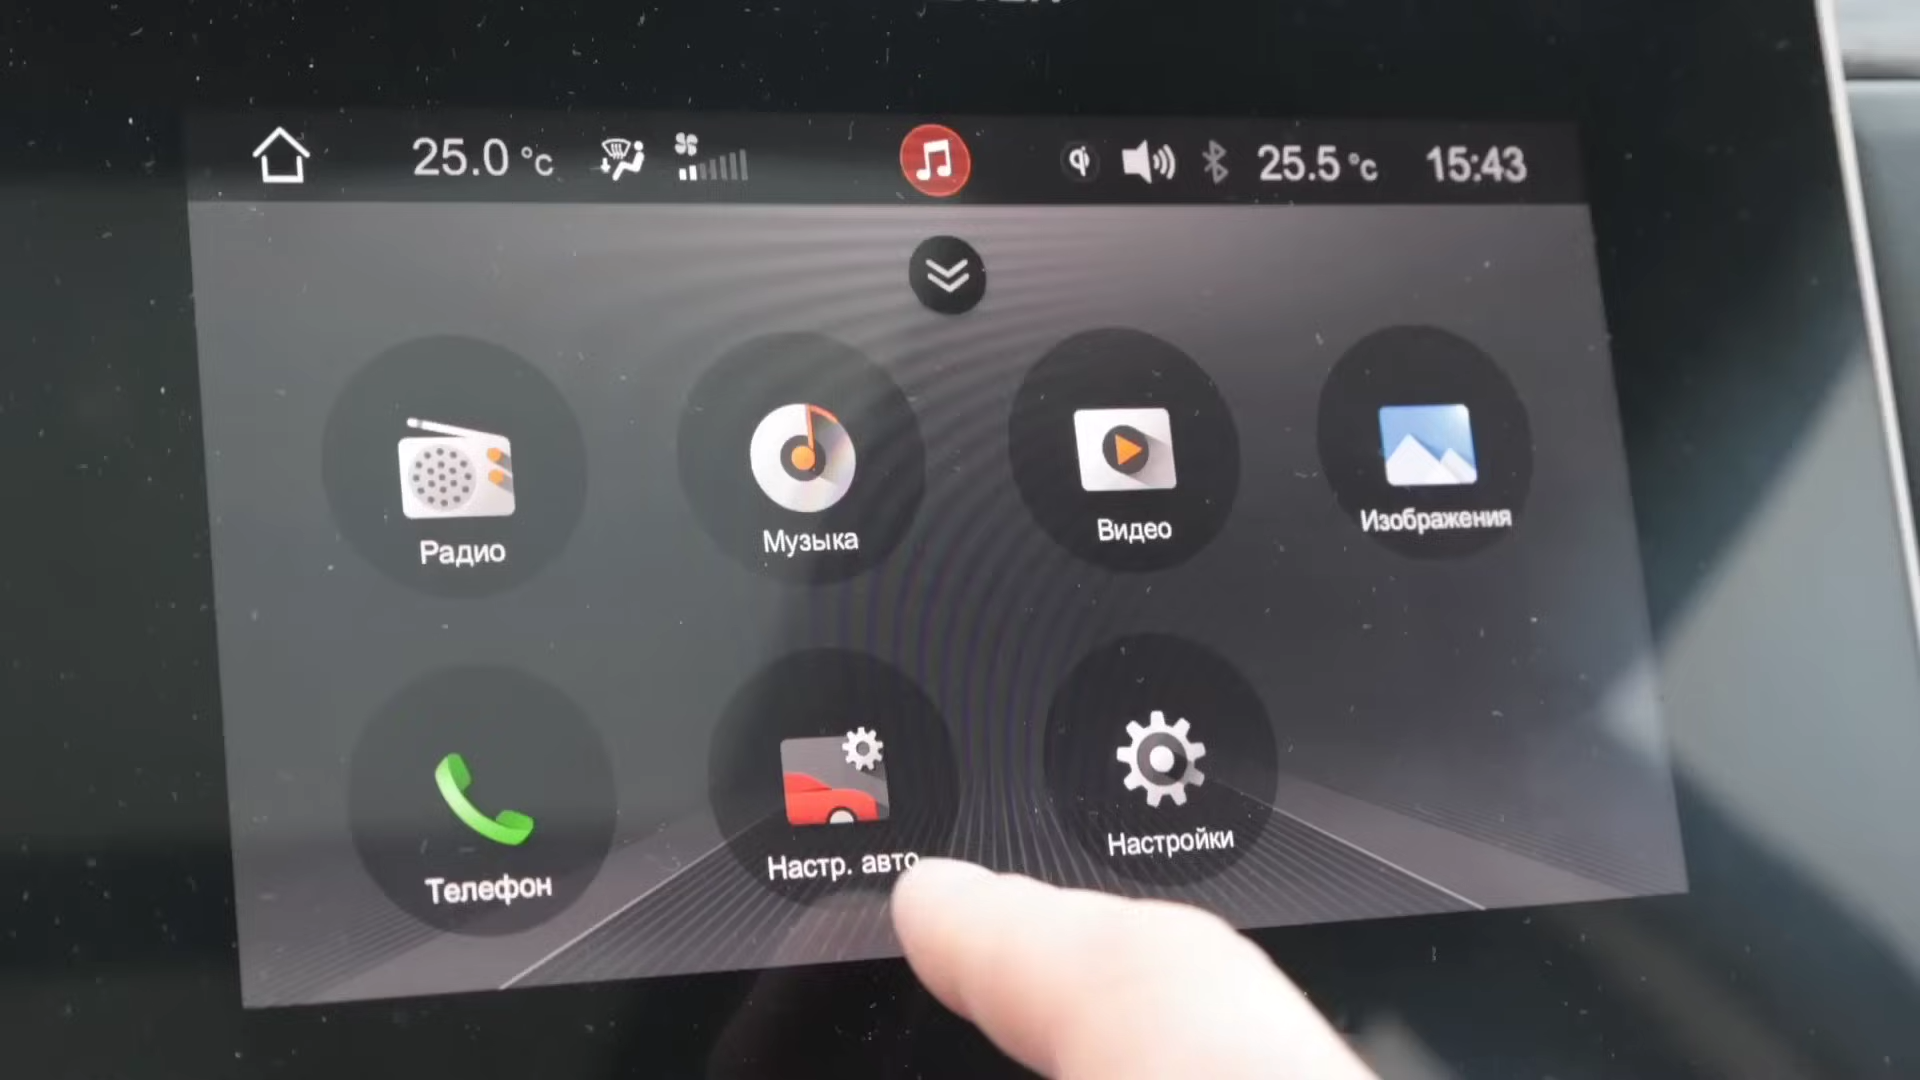 25.0 °c
25.5 °c
15:43
Радио
Музыка
Видео
Изображения
Телефон
Настр. авто
Настройки